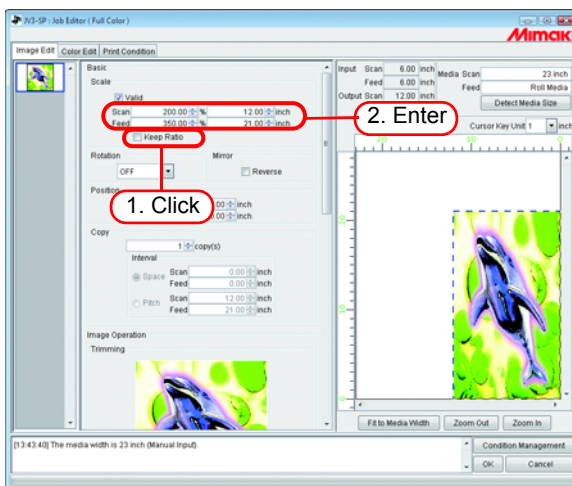 JV3-SP : Job Editor ( Full Color )
Mimaki
Image Edit Color Edit Print Condition
Basic
Scale
Valid
Scan 200.00 % 12.00 inch
Feed 350.00 % 21.00 inch
Keep Ratio
2. Enter
1. Click
Rotation
OFF
Mirror
Reverse
Position
.00 inch
.00 inch
Copy
1 copy(s)
Interval
Space
Scan 0.00 inch
Feed 0.00 inch
Pitch
Scan 12.00 inch
Feed 21.00 inch
Image Operation
Trimming
Input Scan 6.00 inch
Feed 6.00 inch
Output Scan 12.00 inch
Media Scan 23 inch
Feed Roll Media
Detect Media Size
Cursor Key Unit 1 inch
20 10 0
20
10
0
Fit to Media Width Zoom Out Zoom In
[13:43:40] The media width is 23 inch (Manual Input).
Condition Management
OK Cancel